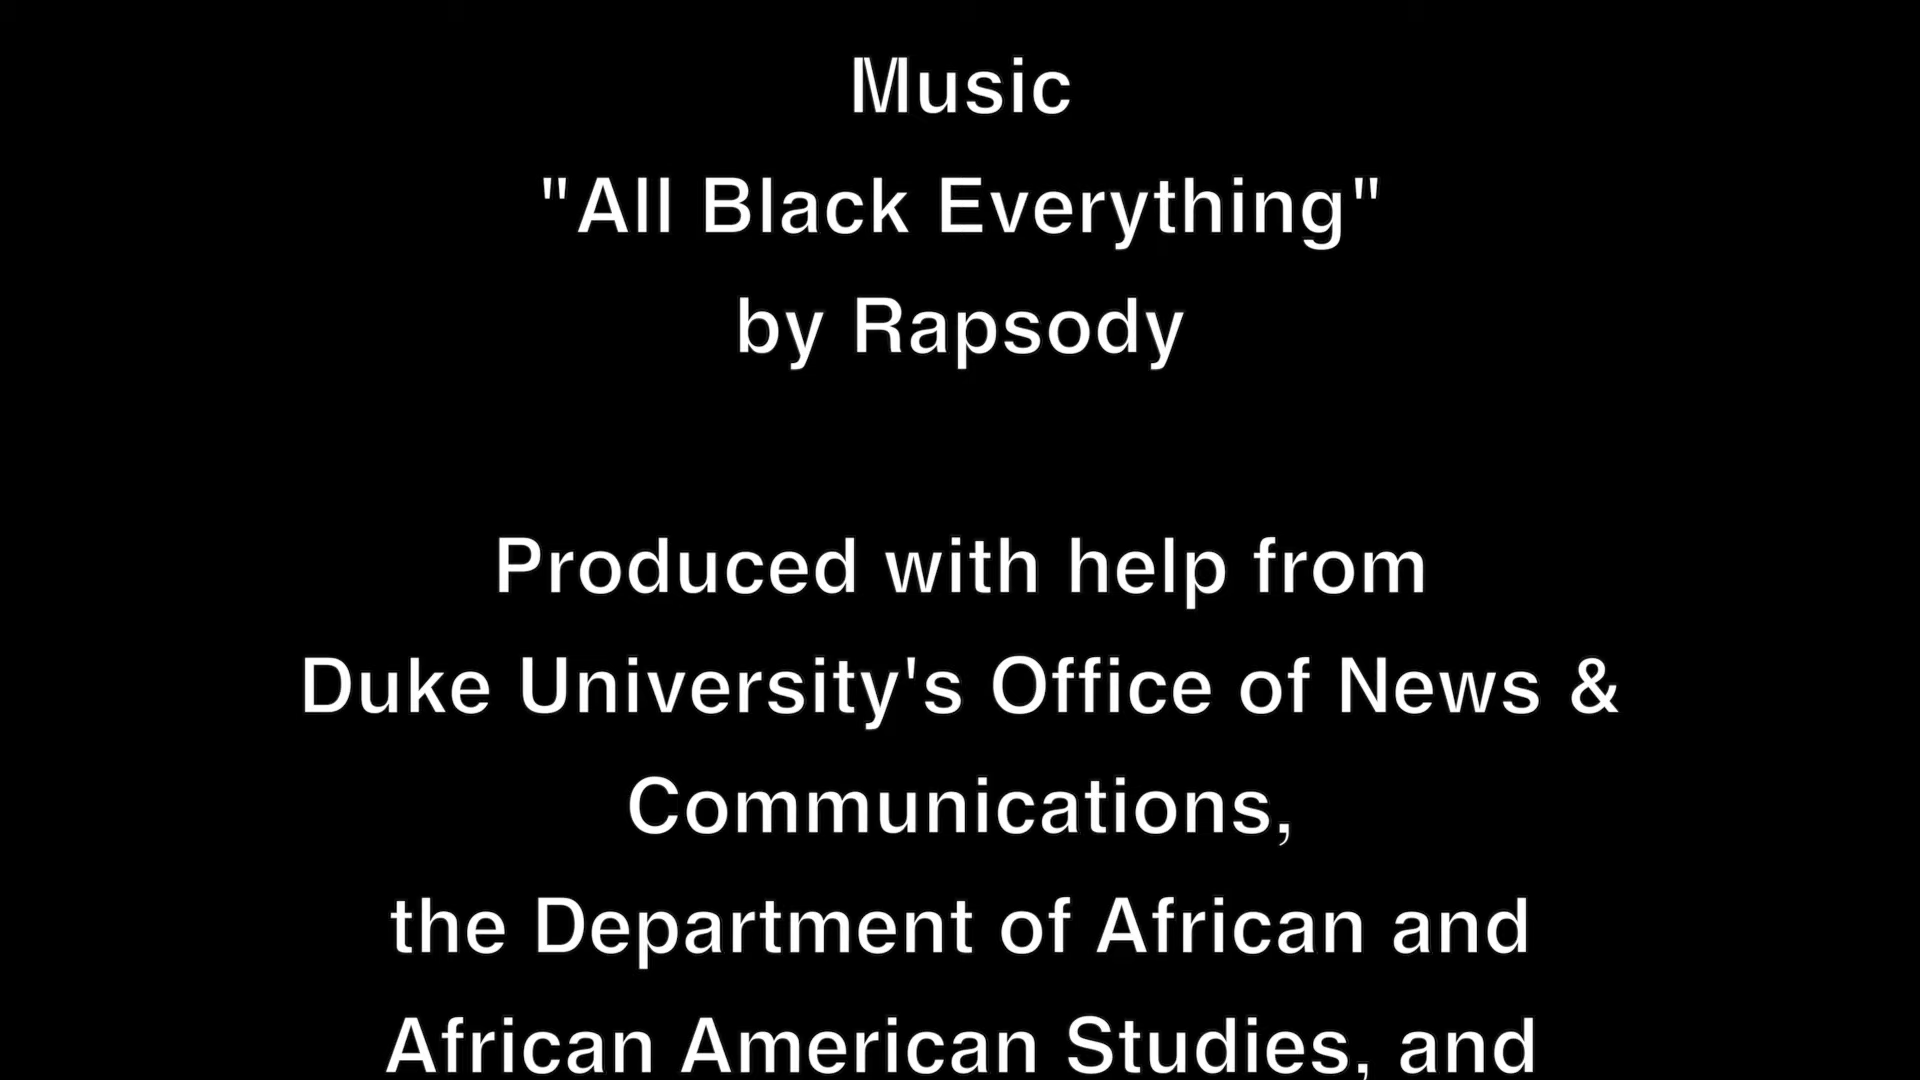 Music
"All Black Everything"
by Rapsody
Produced with help from
Duke University's Office of News &
Communications,
the Department of African and
African American Studies, and